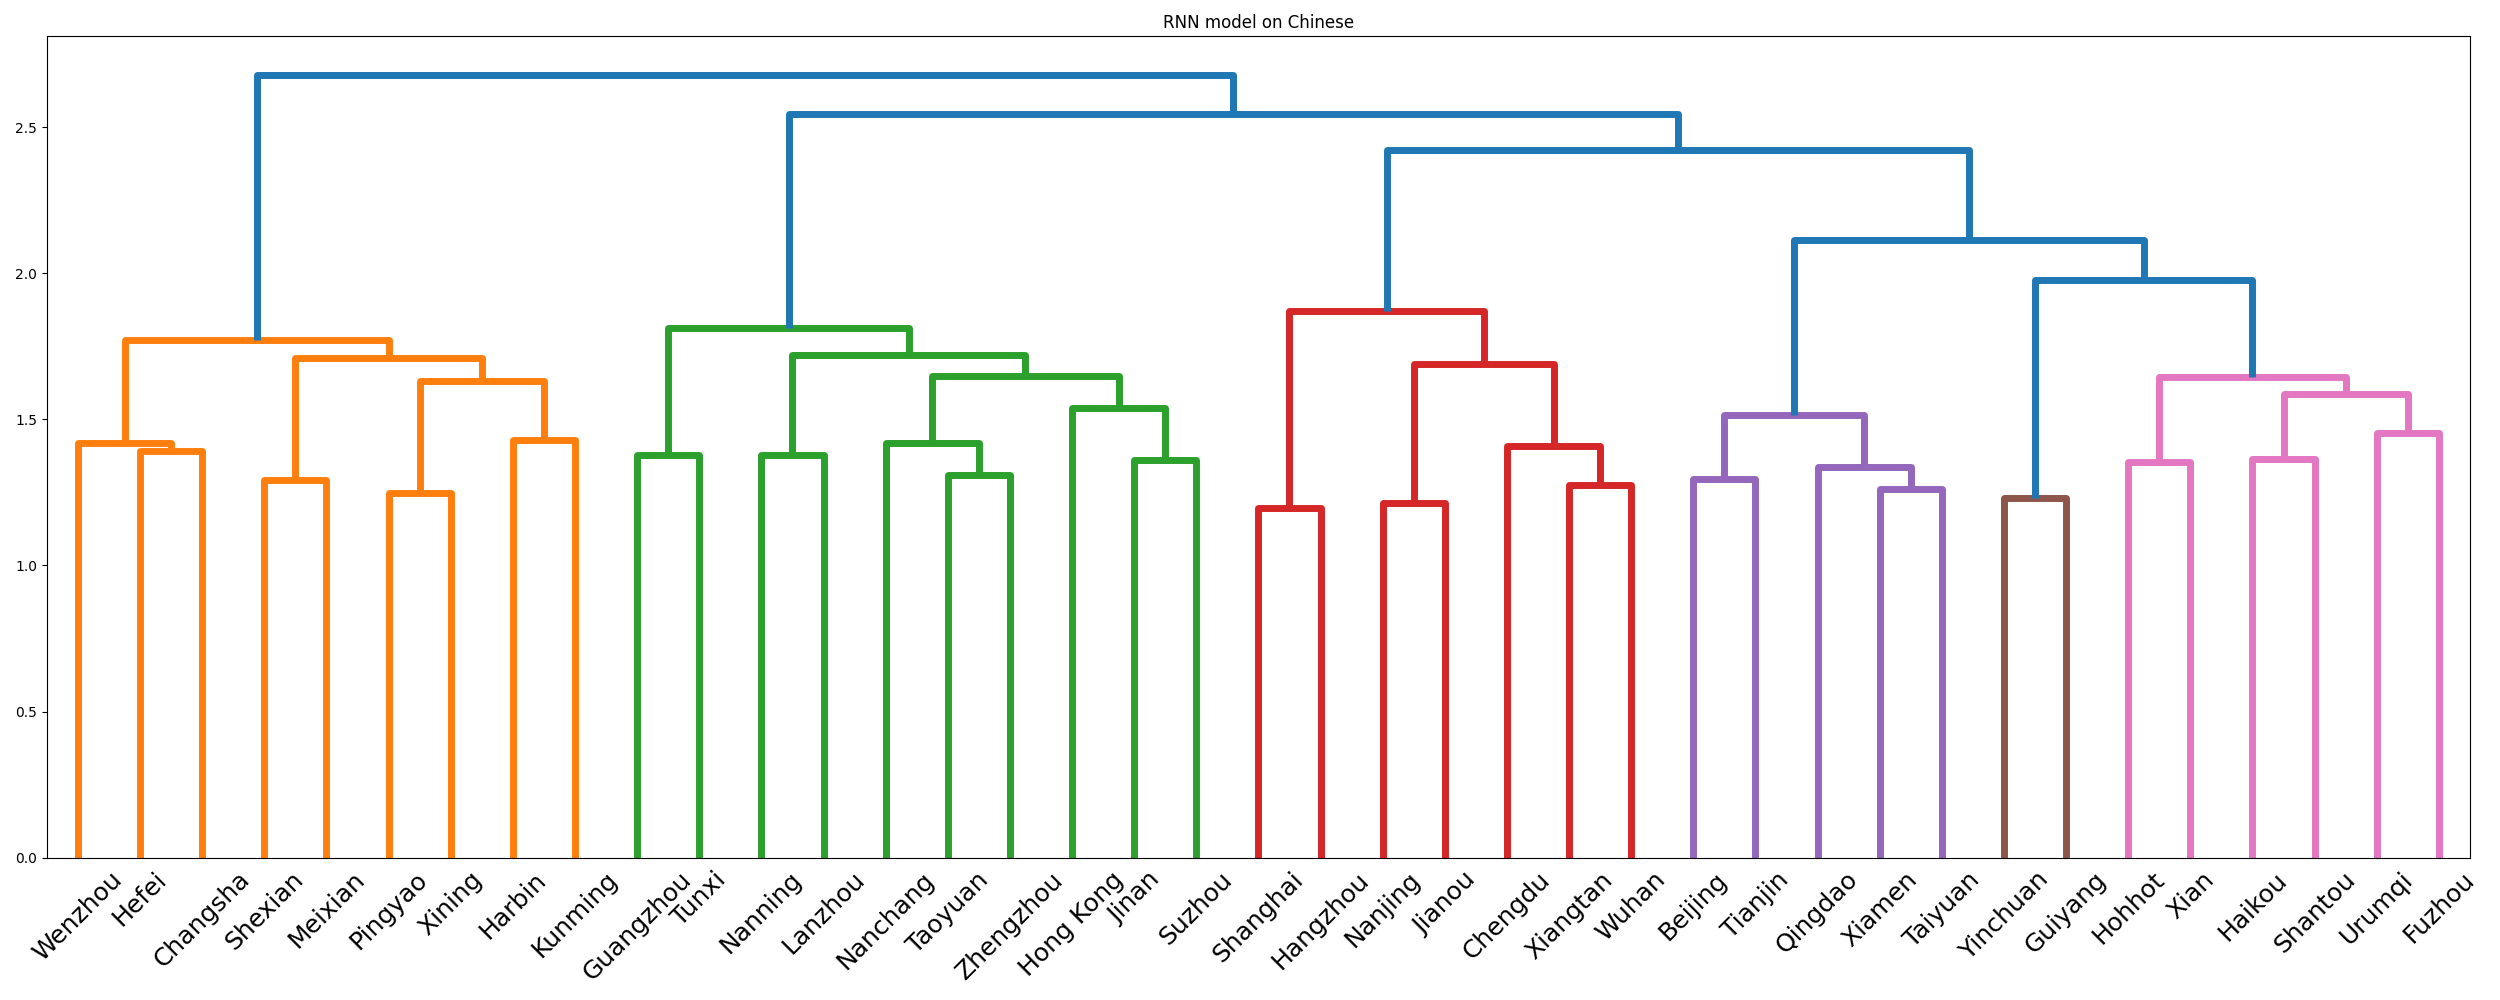 RNN model on Chinese
2.5
2.0
1.5
1.0
0.5
0.0
Wenzhou
Hefei
Changsha
Shexian
Meixian
Pingyao
Xining
Harbin
Kunming
Guangzhou
Tunxi
Nanning
Lanzhou
Nanchang
Taoyuan
Zhengzhou
Hong Kong
Jinan
Suzhou
Shanghai
Hangzhou
Nanjing
Jianou
Chengdu
Xiangtan
Wuhan
Beijing
Tianjin
Qingdao
Xiamen
Taiyuan
Yinchuan
Guiyang
Hohhot
Xian
Haikou
Shantou
Urumqi
Fuzhou